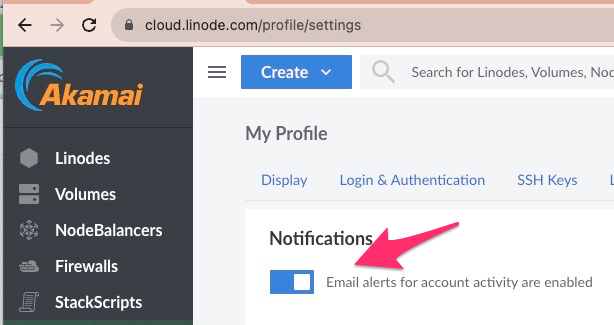 cloud.linode.com/profile/settings
Akamai
Create
Search for Linodes, Volumes, Nod
My Profile
Display Login & Authentication SSH Keys
Linodes
Volumes
NodeBalancers
Firewalls
StackScripts
Notifications
Email alerts for account activity are enabled